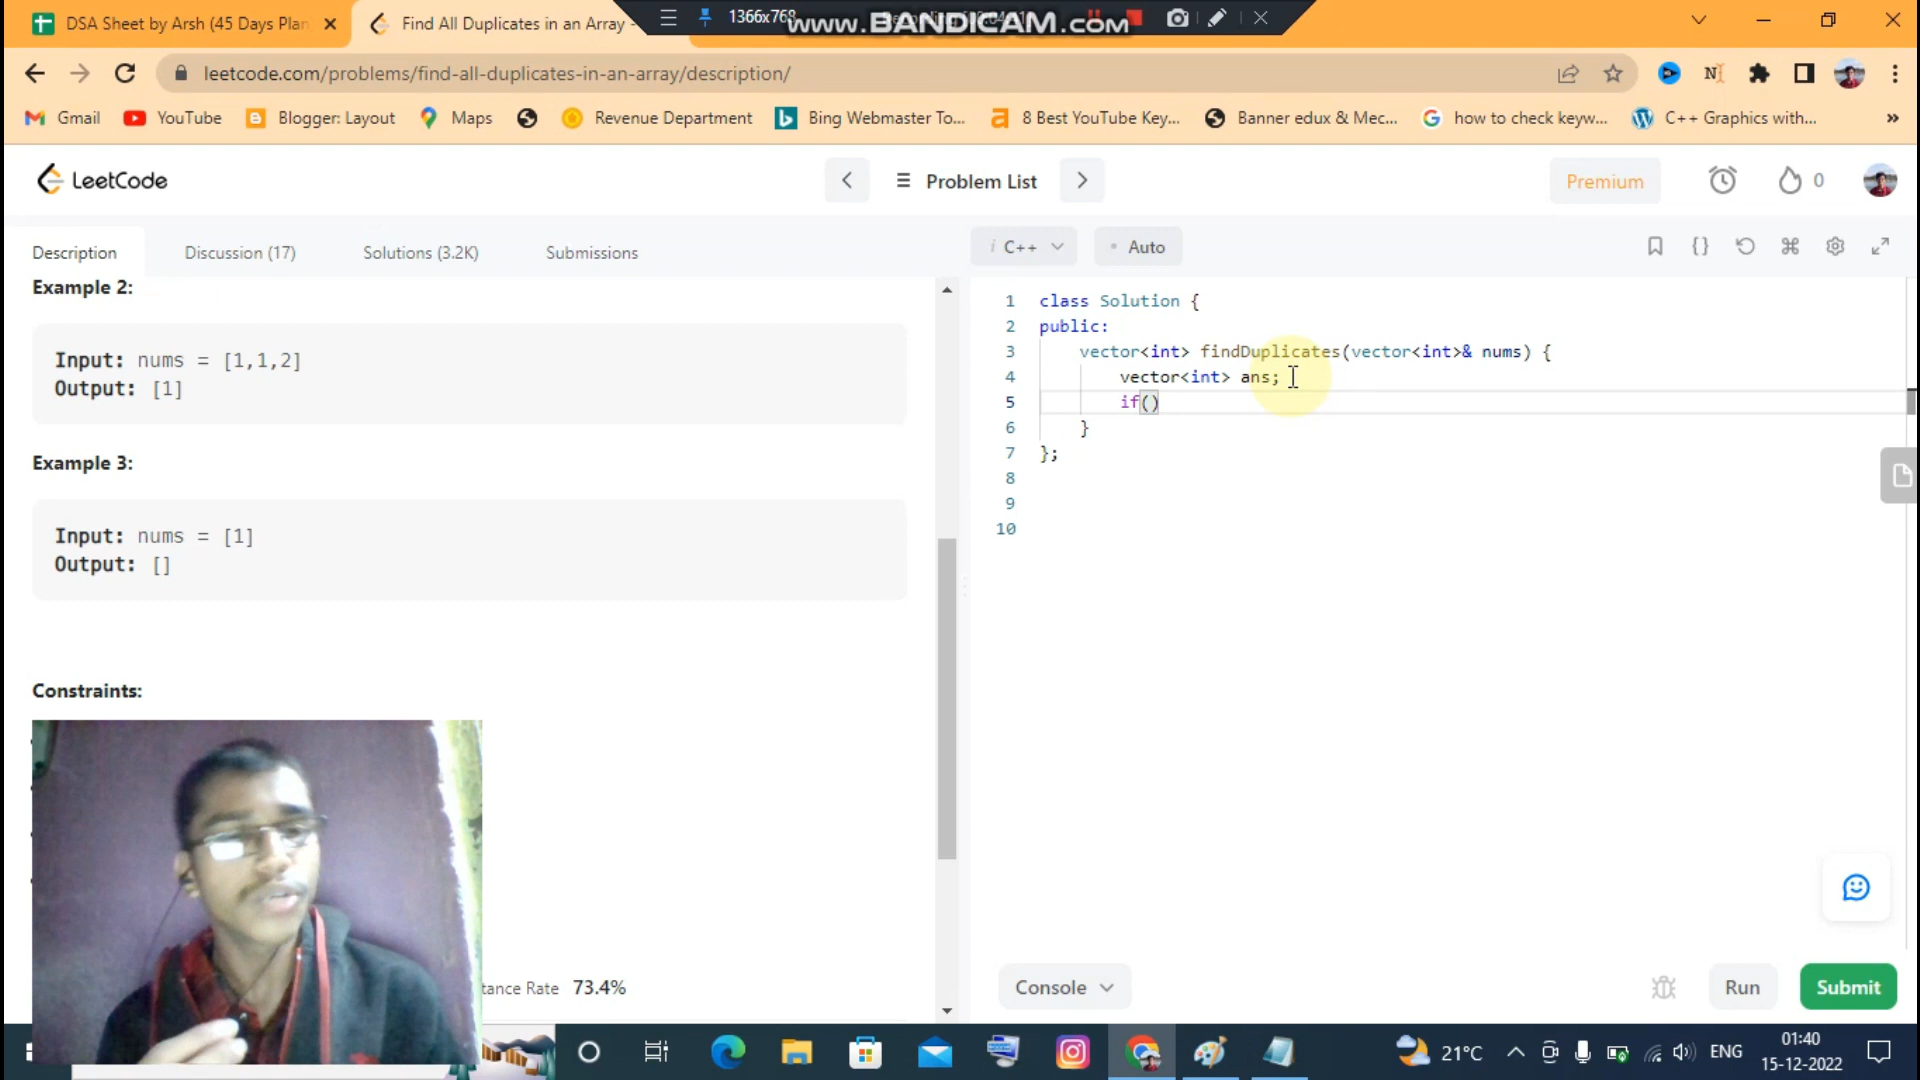 DSA Sheet by Arsh (45 Days Plan
Find All Duplicates in an Array -
1366x768
www.BANDICAM.com
leetcode.com/problems/find-all-duplicates-in-an-array/description/
Gmail
YouTube
Blogger: Layout
Maps
Revenue Department
Bing Webmaster To...
8 Best YouTube Key...
Banner edux & Mec...
how to check keyw...
C++ Graphics with...
»
LeetCode
Problem List
Premium
0
Description
Discussion (17)
Solutions (3.2K)
Submissions
i C++
Auto
Example 2:
Input: nums = [1,1,2]
Output: [1]
Example 3:
Input: nums = [1]
Output: []
Constraints:
tance Rate 73.4%
1 class Solution {
2 public:
3 vector<int> findDuplicates(vector<int>& nums) {
4 vector<int> ans;
5 if()
6 }
7 };
8
9
10
Console
Run
Submit
21°C
ENG
01:40
15-12-2022